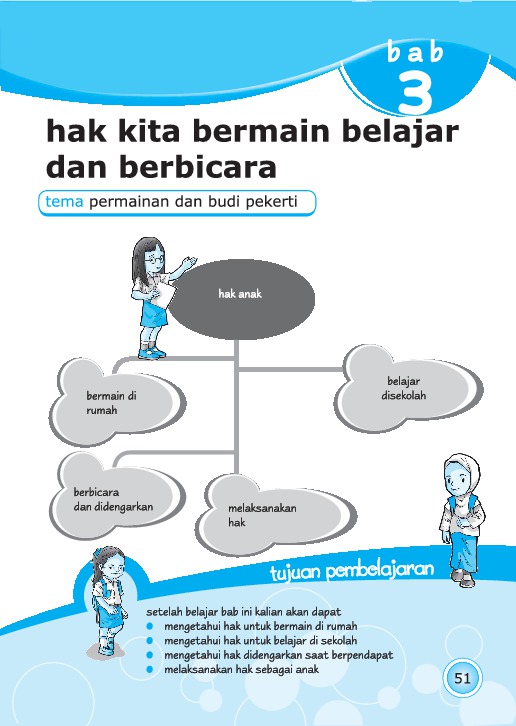 bab
3
hak kita bermain belajar
dan berbicara
tema permainan dan budi pekerti
hak anak
bermain di
rumah
belajar
disekolah
berbicara
dan didengarkan
melaksanakan
hak
tujuan pembelajaran
setelah belajar bab ini kalian akan dapat
● mengetahui hak untuk bermain di rumah
● mengetahui hak untuk belajar di sekolah
● mengetahui hak didengarkan saat berpendapat
● melaksanakan hak sebagai anak
51